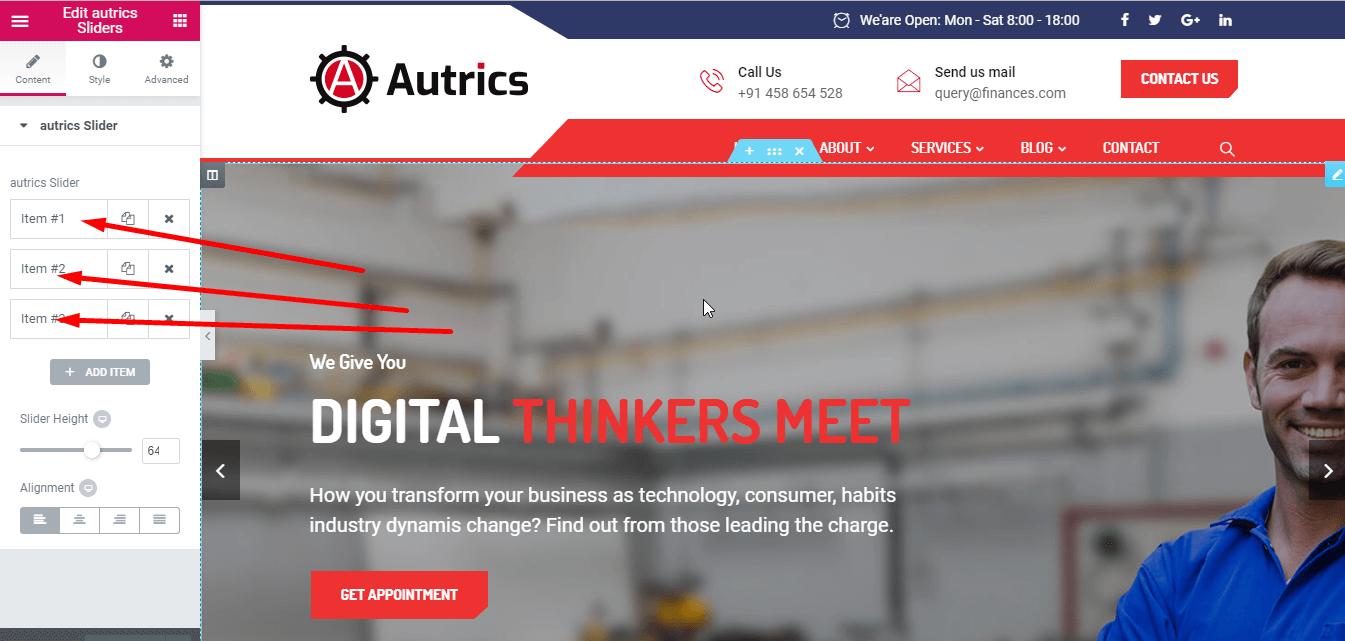 Edit autrics
Sliders
Content
Style
Advanced
autrics Slider
autrics Slider
Item #1
Item #2
Item
ADD ITEM
Slider Height
64
Alignment
We'are Open: Mon - Sat 8:00 - 18:00
Autrics
Call Us
+91 458 654 528
Send us mail
query@finances.com
CONTACT US
ABOUT
SERVICES
BLOG
CONTACT
We Give You
DIGITAL THINKERS MEET
How you transform your business as technology, consumer, habits
industry dynamis change? Find out from those leading the charge.
GET APPOINTMENT